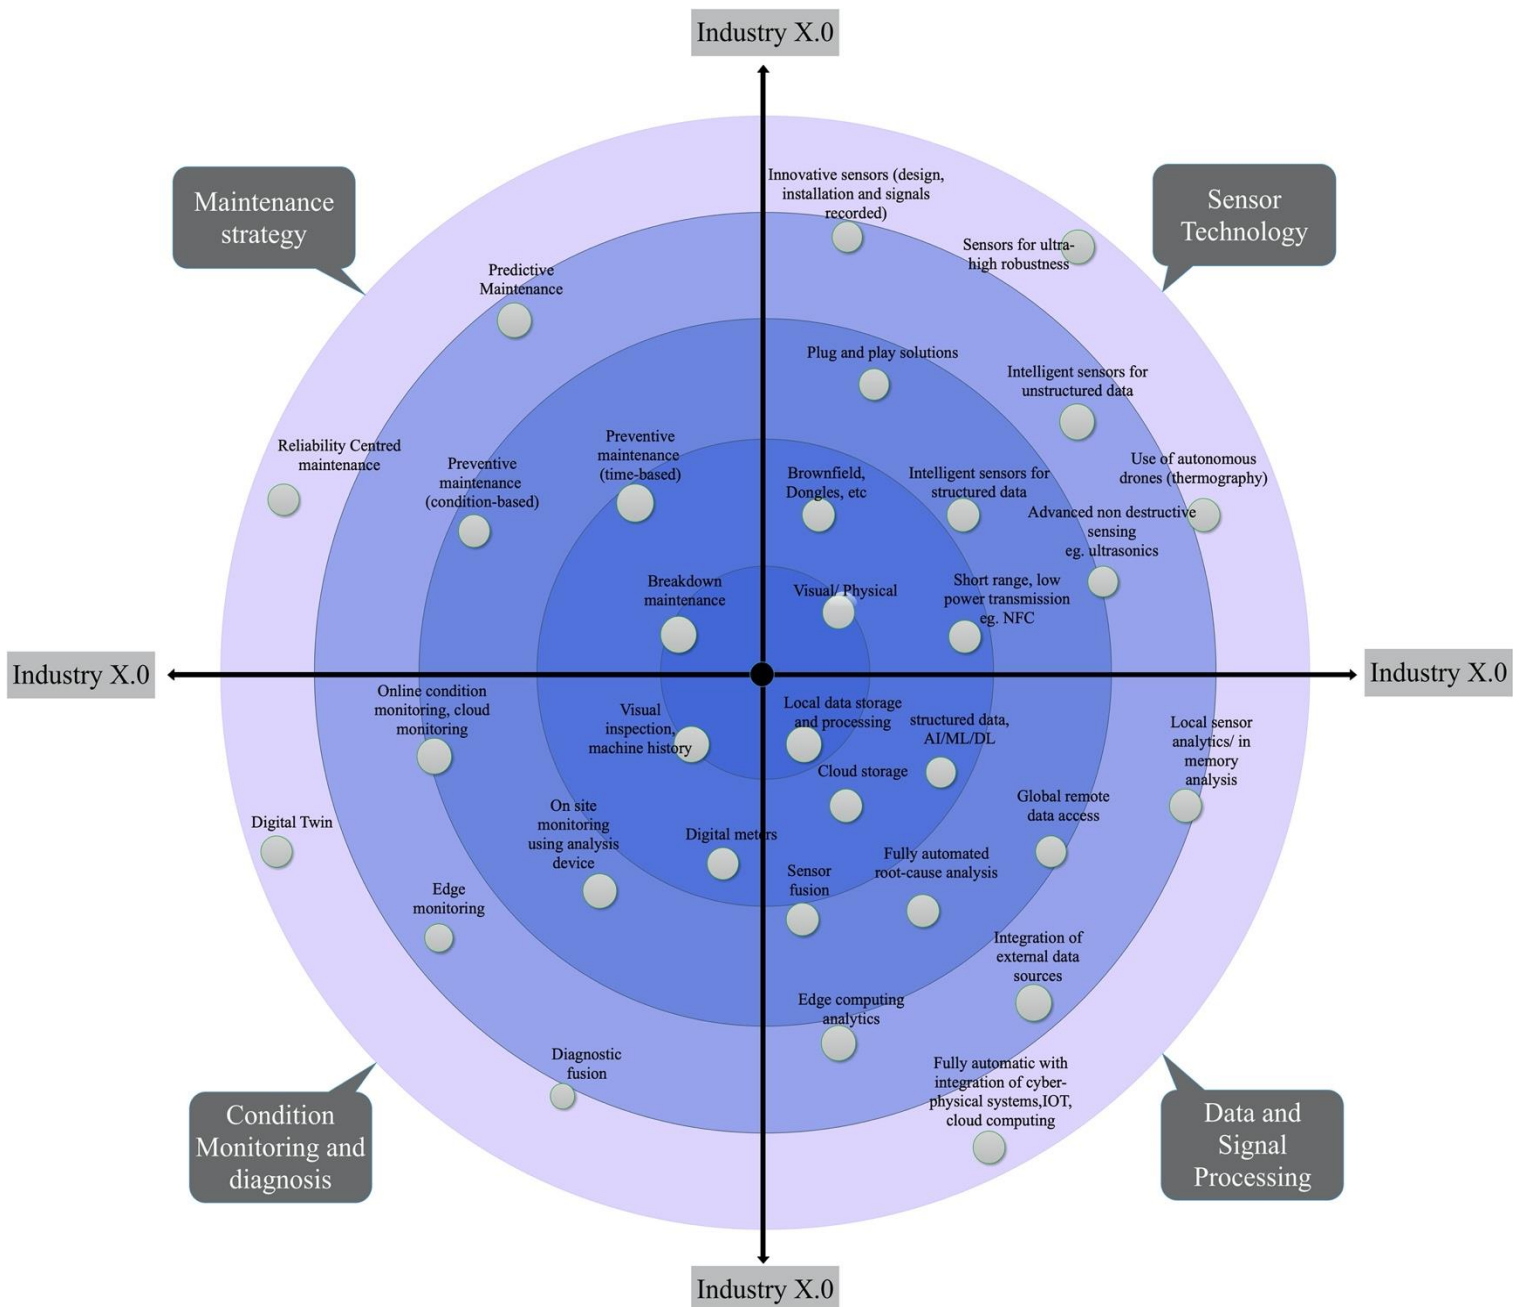 Industry X.0
Maintenance
strategy
Sensor
Technology
Innovative sensors (design,
installation and signals
recorded)
Sensors for ultra-
high robustness
Predictive
Maintenance
Plug and play solutions
Intelligent sensors for
unstructured data
Reliability Centred
maintenance
Preventive
maintenance
(condition-based)
Preventive
maintenance
(time-based)
Brownfield,
Dongles, etc
Intelligent sensors for
structured data
Use of autonomous
drones (thermography)
Advanced non destructive
sensing
eg. ultrasonics
Breakdown
maintenance
Visual/ Physical
Short range, low
power transmission
eg. NFC
Industry X.0
Industry X.0
Online condition
monitoring, cloud
monitoring
Visual
inspection,
machine history
Local data storage
and processing
structured data,
AI/ML/DL
Local sensor
analytics/ in
memory
analysis
Cloud storage
Global remote
data access
Digital Twin
On site
monitoring
using analysis
device
Digital meters
Fully automated
root-cause analysis
Sensor
fusion
Edge
monitoring
Integration of
external data
sources
Edge computing
analytics
Diagnostic
fusion
Fully automatic with
integration of cyber-
physical systems,IOT,
cloud computing
Condition
Monitoring and
diagnosis
Data and
Signal
Processing
Industry X.0